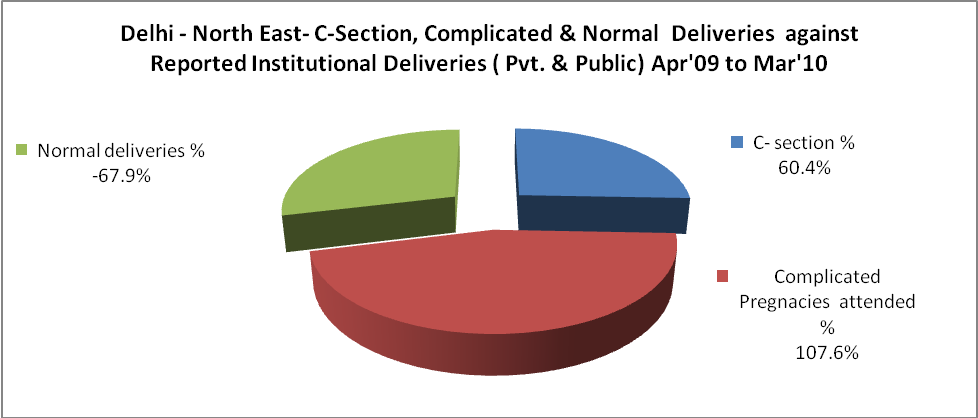 Delhi - North East- C-Section, Complicated & Normal Deliveries against
Reported Institutional Deliveries ( Pvt. & Public) Apr'09 to Mar'10
Normal deliveries %
-67.9%
C- section %
60.4%
Complicated
Pregnacies attended
%
107.6%